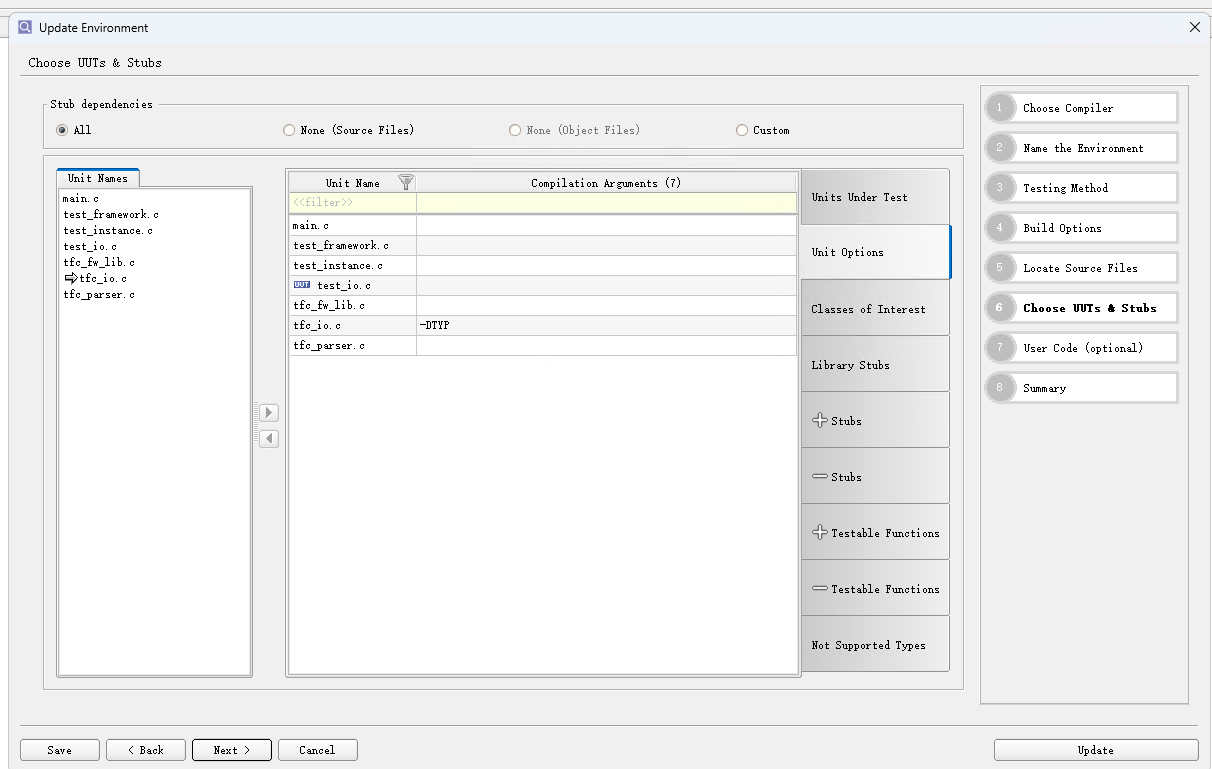 Update Environment
Choose UUTs & Stubs
Stub dependencies
All
None (Source Files)
None (Object Files)
Custom
Unit Names
main.c
test_framework.c
test_instance.c
test_io.c
tfc_fw_lib.c
tfc_io.c
tfc_parser.c
Unit Name
Compilation Arguments (7)
<<filter>>
main.c
test_framework.c
test_instance.c
UUT test_io.c
tfc_fw_lib.c
tfc_io.c
-DTYP
tfc_parser.c
Units Under Test
Unit Options
Classes of Interest
Library Stubs
+ Stubs
− Stubs
+ Testable Functions
− Testable Functions
Not Supported Types
1 Choose Compiler
2 Name the Environment
3 Testing Method
4 Build Options
5 Locate Source Files
6 Choose UUTs & Stubs
7 User Code (optional)
8 Summary
Save
< Back
Next >
Cancel
Update